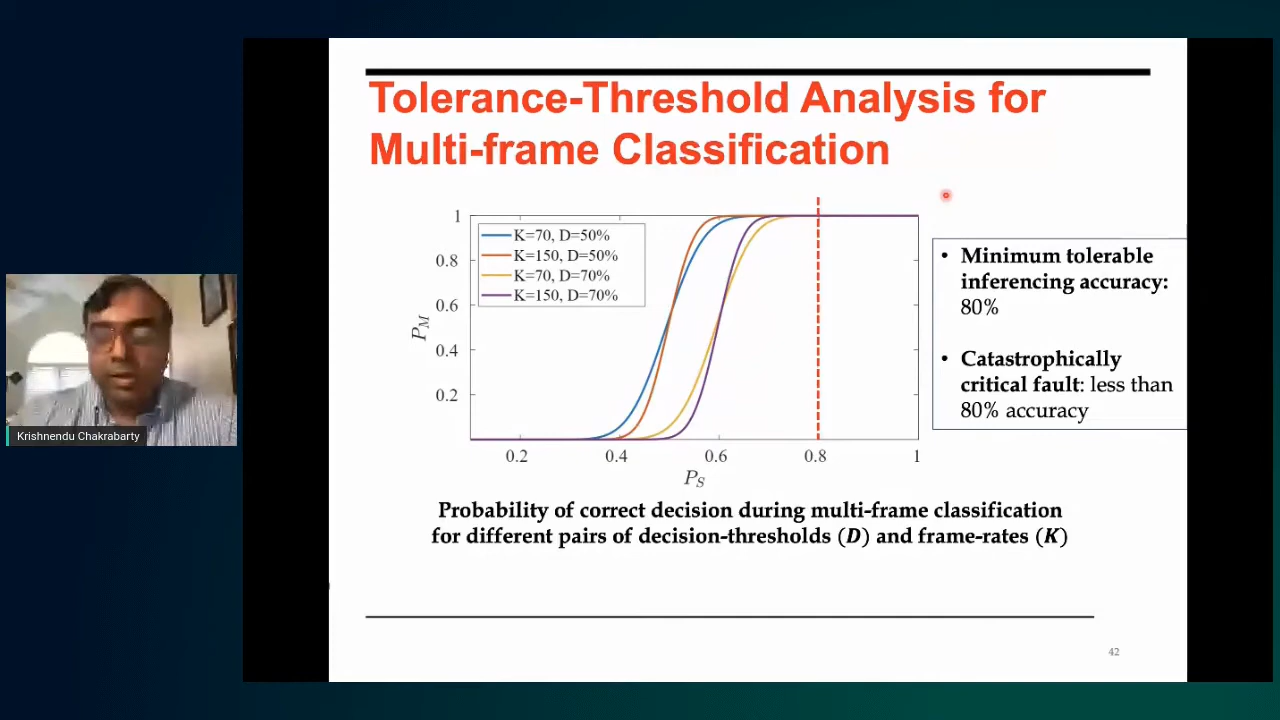 Tolerance-Threshold Analysis for
Multi-frame Classification
1
0.8
0.6
0.4
0.2
P_M
K=70, D=50%
K=150, D=50%
K=70, D=70%
K=150, D=70%
0.2
0.4
0.6
0.8
1
P_S
• Minimum tolerable
inferencing accuracy:
80%
• Catastrophically
critical fault: less than
80% accuracy
Probability of correct decision during multi-frame classification
for different pairs of decision-thresholds (D) and frame-rates (K)
42
Krishnendu Chakrabarty